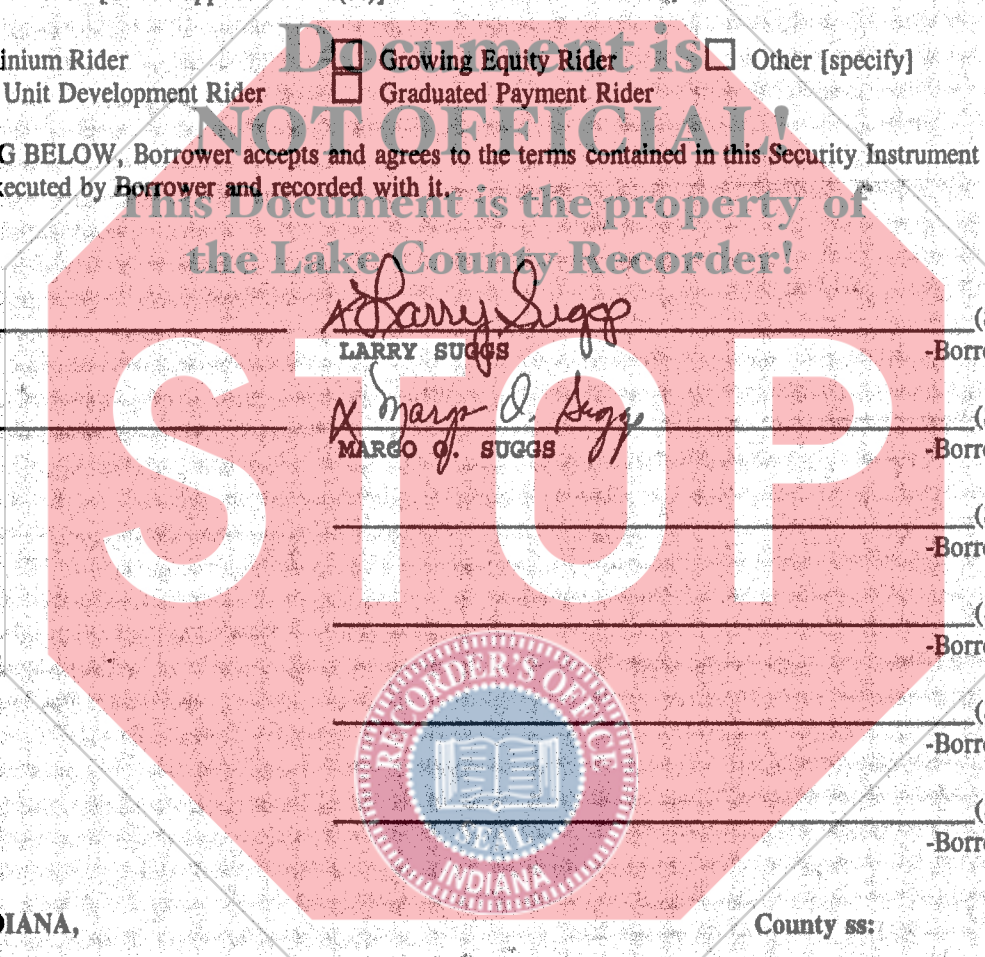 inium Rider Growing Equity Rider Other [specify]
Unit Development Rider Graduated Payment Rider
G BELOW, Borrower accepts and agrees to the terms contained in this Security Instrument
xecuted by Borrower and recorded with it.
Document is
NOT OFFICIAL!
This Document is the property of
the Lake County Recorder!
STOP
x Larry Suggs
LARRY SUGGS
-Borro
x Margo O. Suggs
MARGO O. SUGGS
-Borro
-Borro
-Borro
-Borro
-Borro
RECORDER'S OFFICE
SEAL
INDIANA
DIANA, County ss: